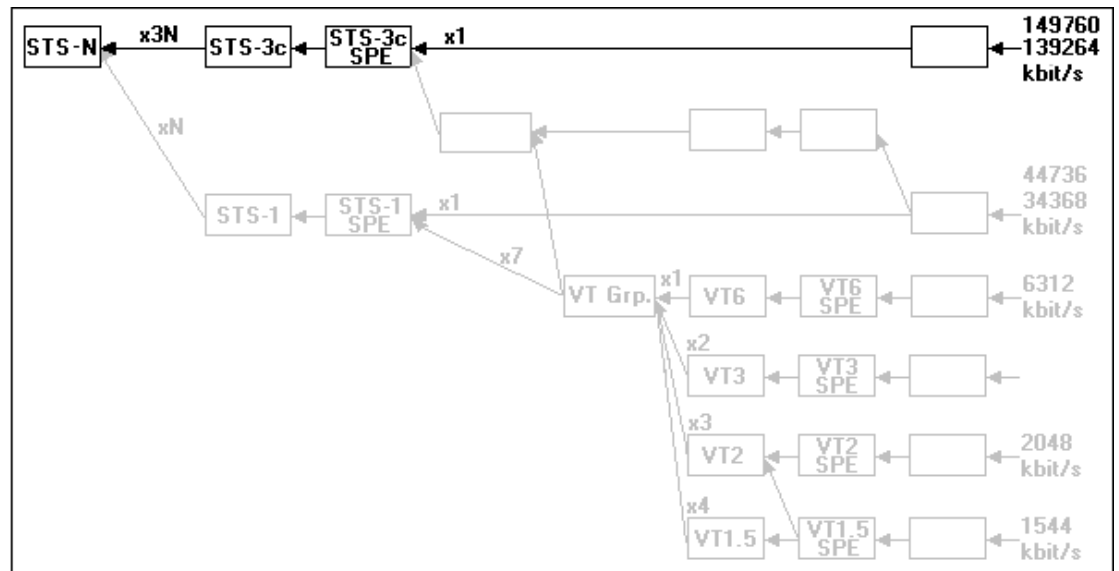 149760
STS-N x3N STS-3c STS-3c SPE x1 139264
kbit/s
xN
44736
STS-1 STS-1 SPE x1 34368
kbit/s
x7
VT Grp. x1 VT6 VT6 SPE 6312
kbit/s
x2
VT3 VT3 SPE
x3
VT2 VT2 SPE 2048
kbit/s
x4
VT1.5 VT1.5 SPE 1544
kbit/s